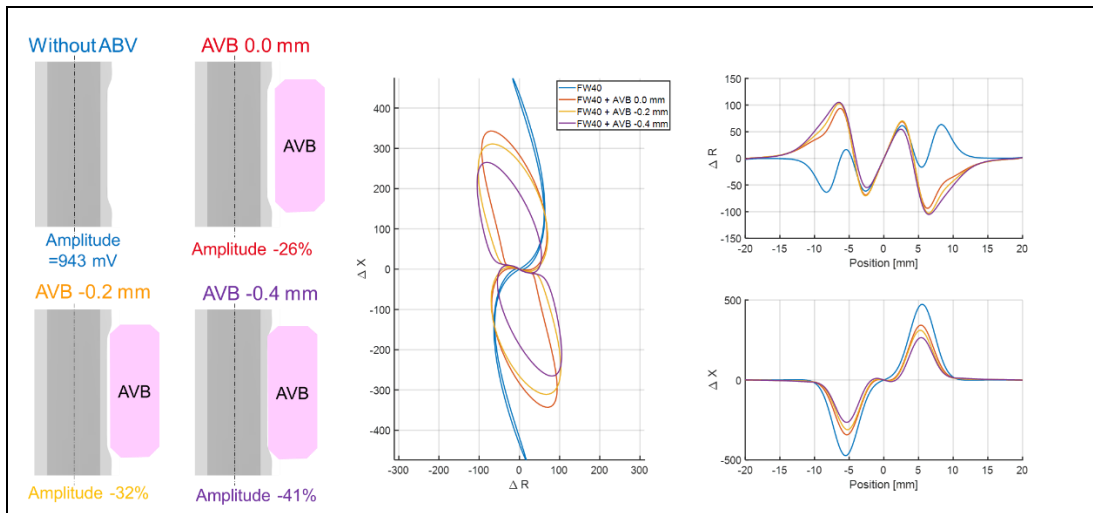 Without ABV
AVB 0.0 mm
AVB
Amplitude
=943 mV
Amplitude -26%
AVB -0.2 mm
AVB -0.4 mm
AVB
AVB
Amplitude -32%
Amplitude -41%
FW40
FW40 + AVB 0.0 mm
FW40 + AVB -0.2 mm
FW40 + AVB -0.4 mm
400
300
200
100
0
-100
-200
-300
-400
Δ X
-300 -200 -100 0 100 200 300
Δ R
150
100
50
0
-50
-100
-150
Δ R
-20 -15 -10 -5 0 5 10 15 20
Position [mm]
500
0
-500
Δ X
-20 -15 -10 -5 0 5 10 15 20
Position [mm]